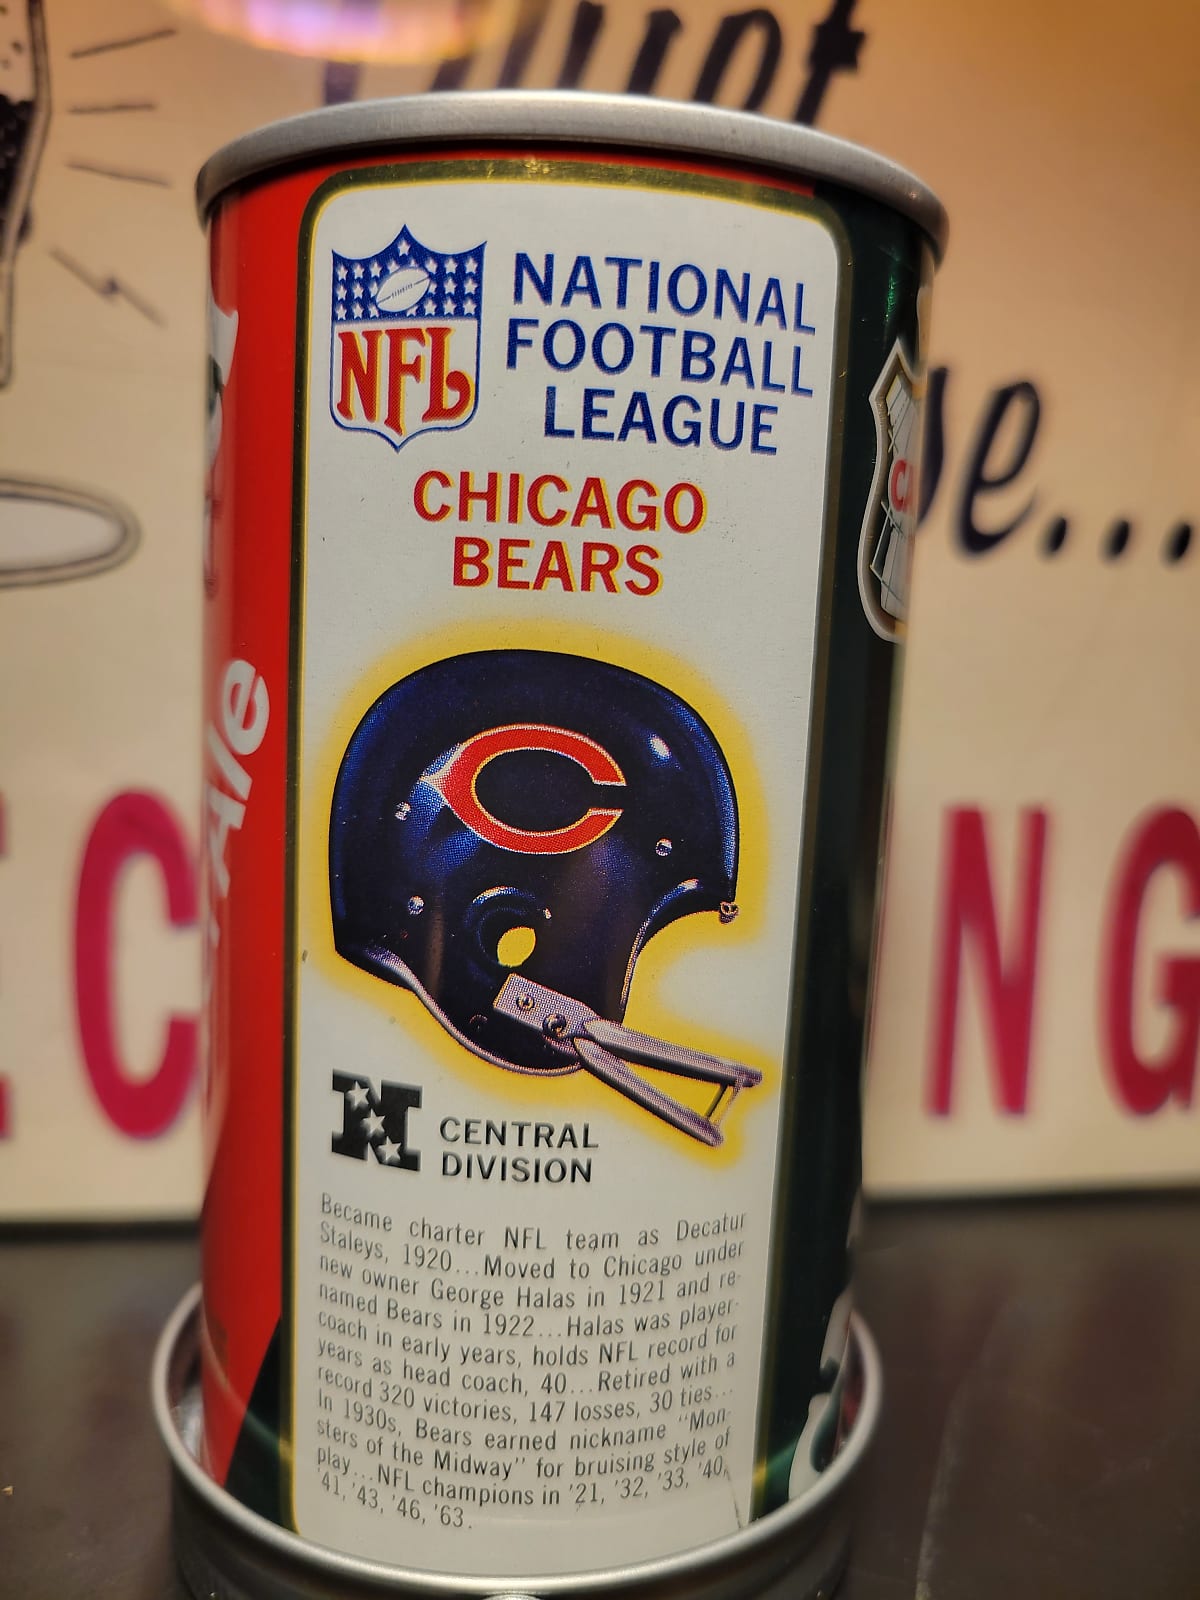 NFL
NATIONAL
FOOTBALL
LEAGUE
CHICAGO
BEARS
C
N
CENTRAL
DIVISION
Became charter NFL team as Decatur
Staleys, 1920...Moved to Chicago under
new owner George Halas in 1921 and re-
named Bears in 1922...Halas was player-
coach in early years, holds NFL record for
years as head coach, 40...Retired with a
record 320 victories, 147 losses, 30 ties...
In 1930s, Bears earned nickname "Mon-
sters of the Midway" for bruising style of
play...NFL champions in '21, '32, '33, '40,
'41, '43, '46, '63.
Ale
C
NG